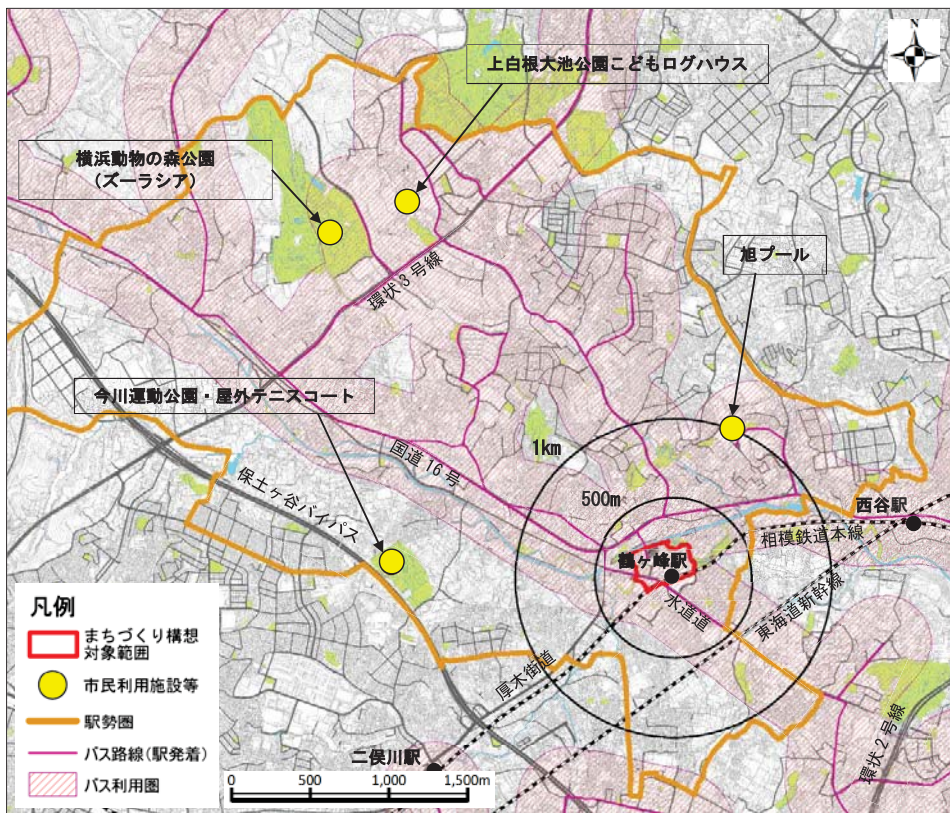 N
上白根大池公園こどもログハウス
横浜動物の森公園
（ズーラシア）
旭プール
環状３号線
今川運動公園・屋外テニスコート
1km
国道16号
500m
保土ヶ谷バイパス
西谷駅
相模鉄道本線
鶴ヶ峰駅
水道道
東海道新幹線
厚木街道
環状２号線
二俣川駅
凡例
まちづくり構想
対象範囲
市民利用施設等
駅勢圏
バス路線(駅発着)
バス利用圏
0 500 1,000 1,500m